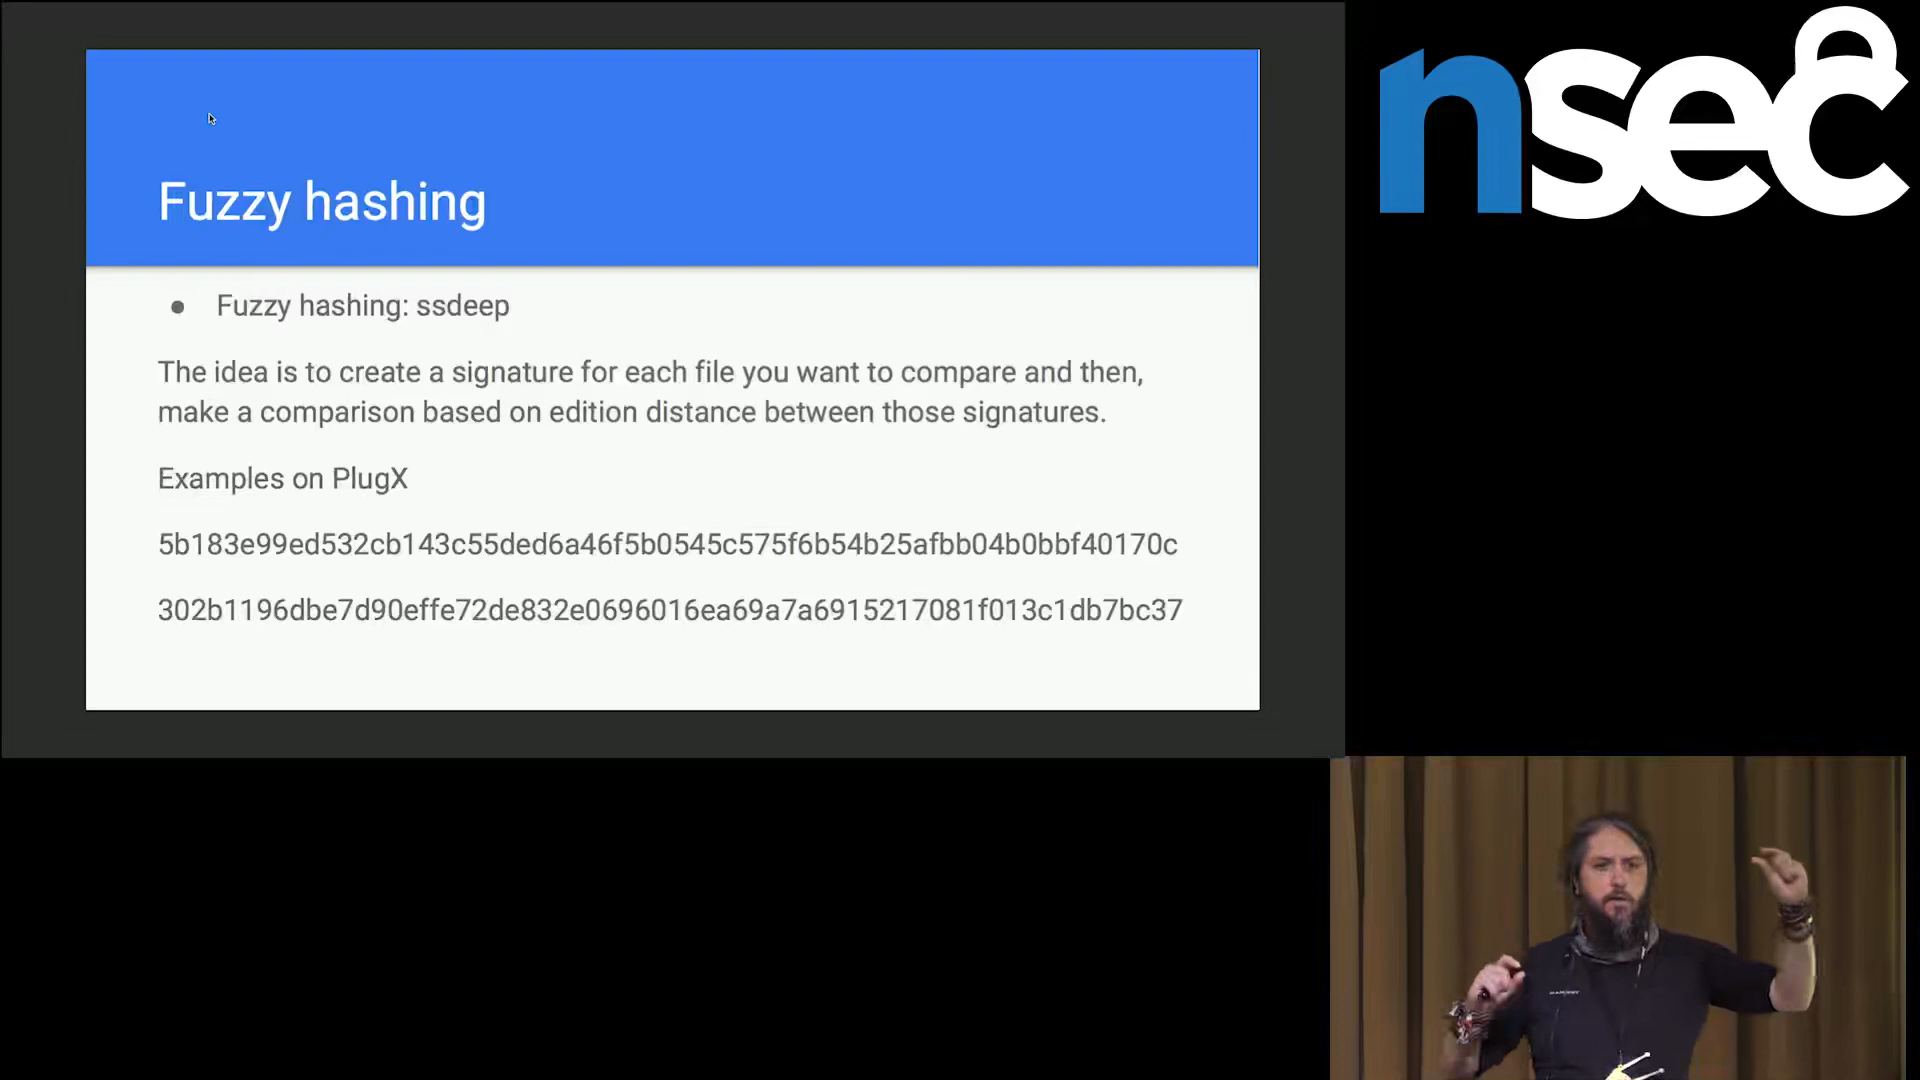 nsec
Fuzzy hashing
Fuzzy hashing: ssdeep
The idea is to create a signature for each file you want to compare and then,
make a comparison based on edition distance between those signatures.
Examples on PlugX
5b183e99ed532cb143c55ded6a46f5b0545c575f6b54b25afbb04b0bbf40170c
302b1196dbe7d90effe72de832e0696016ea69a7a6915217081f013c1db7bc37